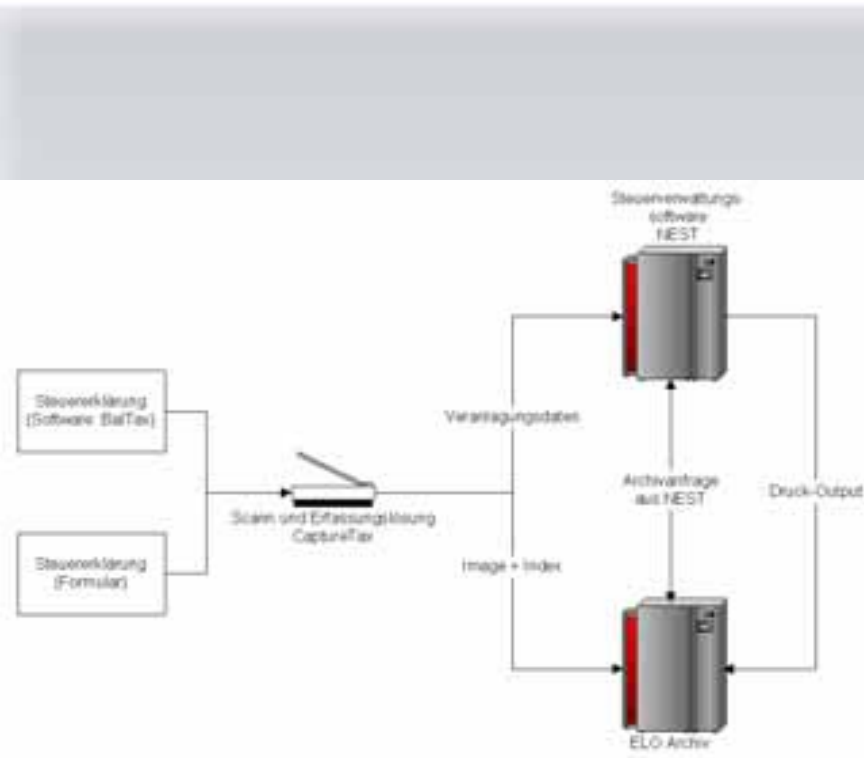 Steuerverwaltungs-
software
NEST
Steuererklärung
(Software BalTax)
Veranlagungsdaten
Archivanfrage
aus NEST
Druck-Output
Scann und Erfassungslösung
CaptureTax
Steuererklärung
(Formular)
Image + Index
ELO Archiv